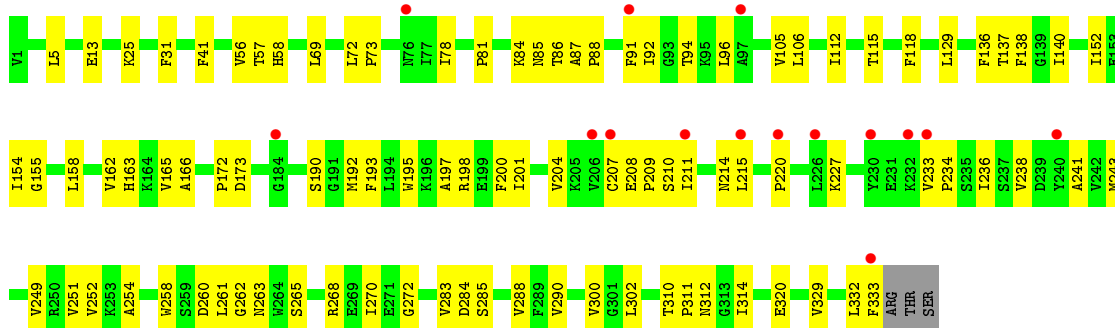 V1 L5 E13 K25 F31 F41 V56 T57 H58 L69 L72 P73 N76 I77 I78 P81 K84 N85 T86 A87 P88 F91 I92 G93 T94 K95 L96 A97 V105 L106 I112 T115 F118 L129 F136 T137 F138 G139 I140 I152 E153
I154 G155 L158 V162 H163 K164 V165 A166 P172 D173 G184 S190 G191 M192 F193 L194 W195 K196 A197 R198 E199 F200 I201 V204 K205 V206 C207 E208 P209 S210 I211 N214 L215 P220 L226 K227 Y230 E231 K232 V233 P234 S235 I236 S237 V238 D239 Y240 A241 V242 M243
V249 R250 V251 V252 K253 A254 W258 S259 D260 L261 G262 N263 W264 S265 R268 E269 I270 E271 G272 V283 D284 S285 V288 F289 V290 V300 G301 L302 T310 P311 N312 G313 I314 E320 V329 L332 F333 ARG THR SER